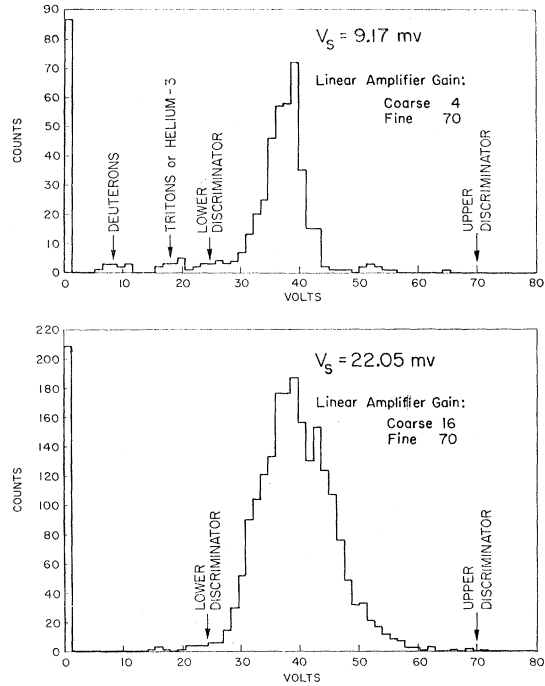 90
80
70
60
50
40
30
20
10
0
COUNTS
V_S = 9.17 mv
Linear Amplifier Gain:
Coarse 4
Fine 70
DEUTERONS
TRITONS or HELIUM-3
LOWER
DISCRIMINATOR
UPPER
DISCRIMINATOR
0 10 20 30 40 50 60 70 80
VOLTS
220
200
180
160
140
120
100
80
60
40
20
0
COUNTS
V_S = 22.05 mv
Linear Amplifier Gain:
Coarse 16
Fine 70
LOWER
DISCRIMINATOR
UPPER
DISCRIMINATOR
0 10 20 30 40 50 60 70 80
VOLTS